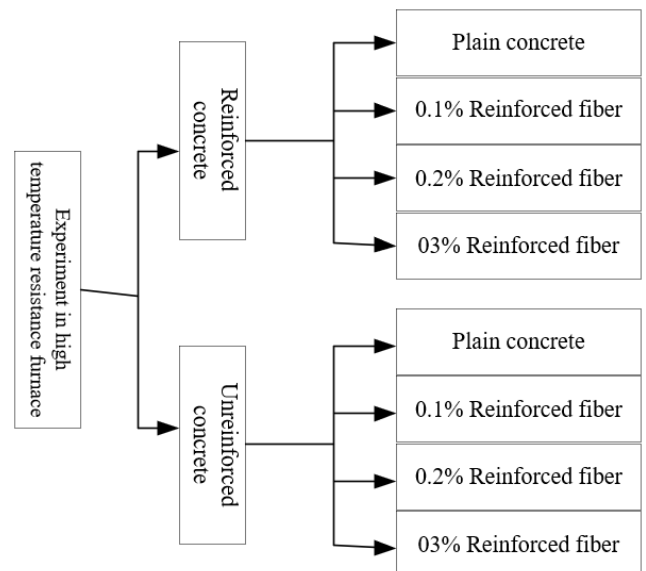 Experiment in high
temperature resistance furnace
Reinforced
concrete
Plain concrete
0.1% Reinforced fiber
0.2% Reinforced fiber
03% Reinforced fiber
Unreinforced
concrete
Plain concrete
0.1% Reinforced fiber
0.2% Reinforced fiber
03% Reinforced fiber